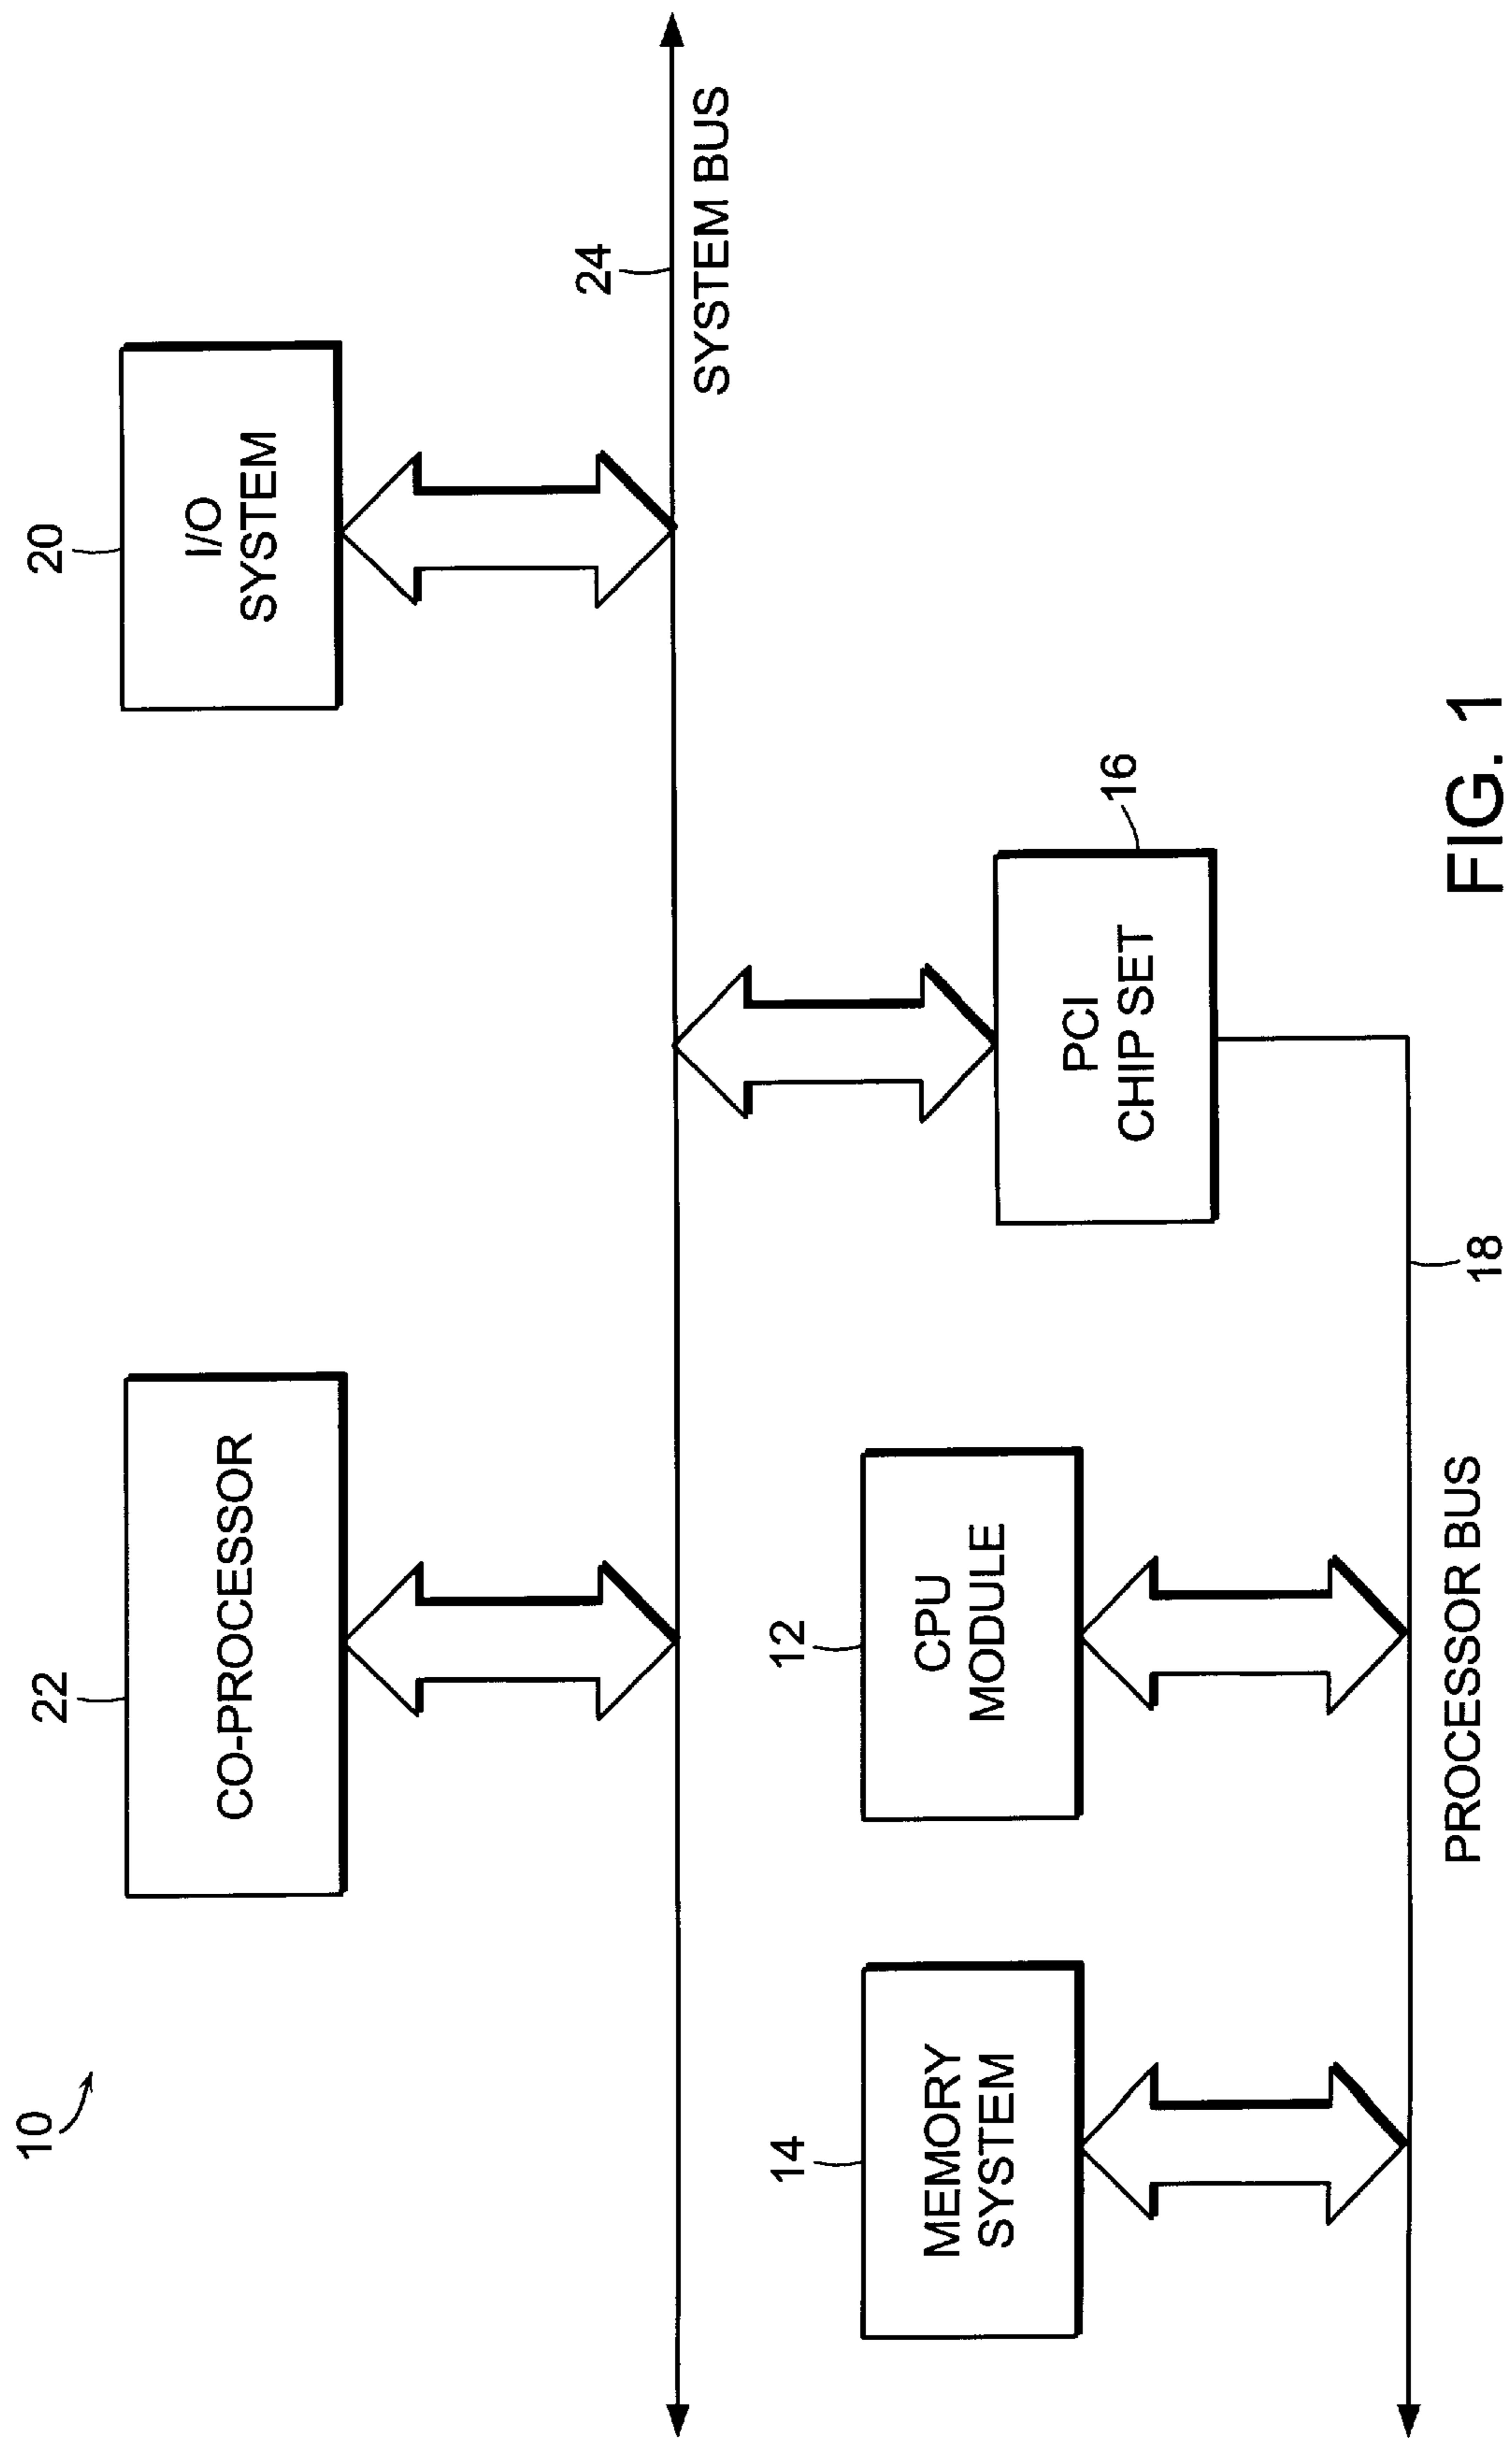 10
22
CO-PROCESSOR
20
I/O
SYSTEM
24
SYSTEM BUS
14
MEMORY
SYSTEM
12
CPU
MODULE
PCI
CHIP SET
16
PROCESSOR BUS
18
FIG. 1